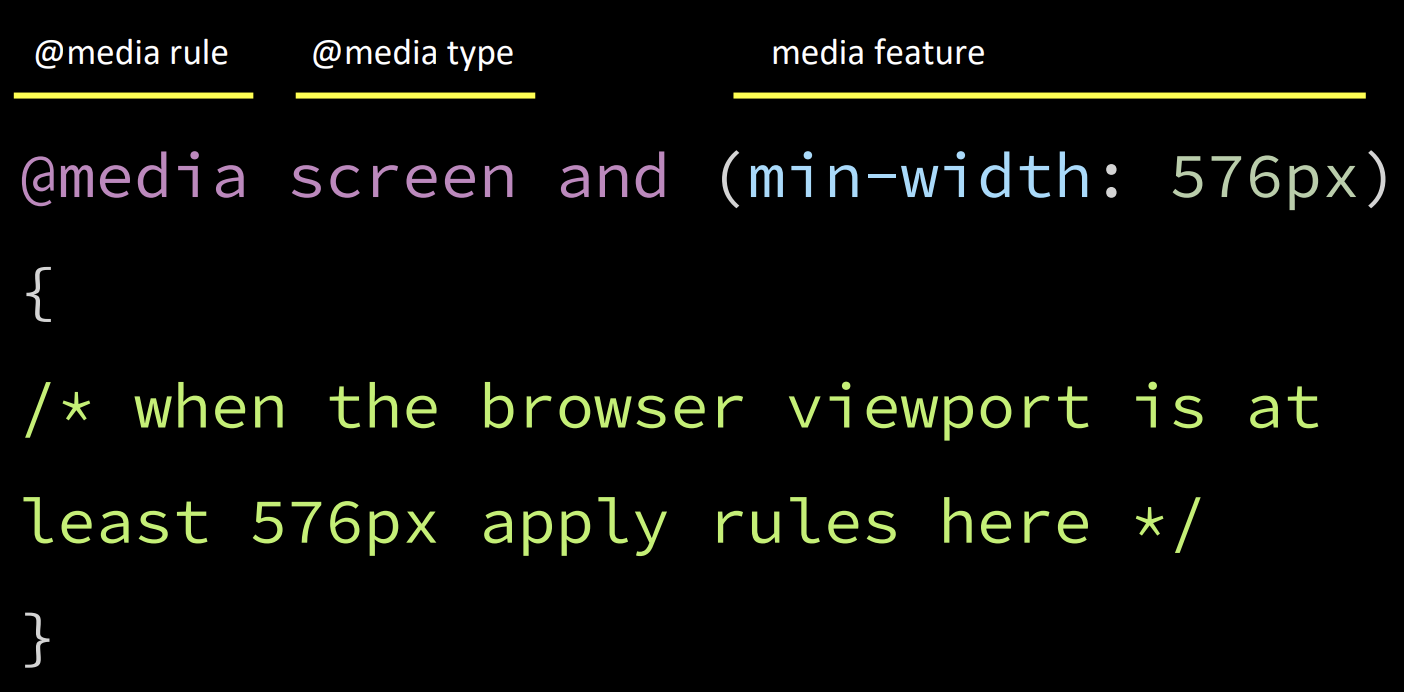 @media rule @media type media feature
@media screen and (min-width: 576px)
{
/* when the browser viewport is at
least 576px apply rules here */
}